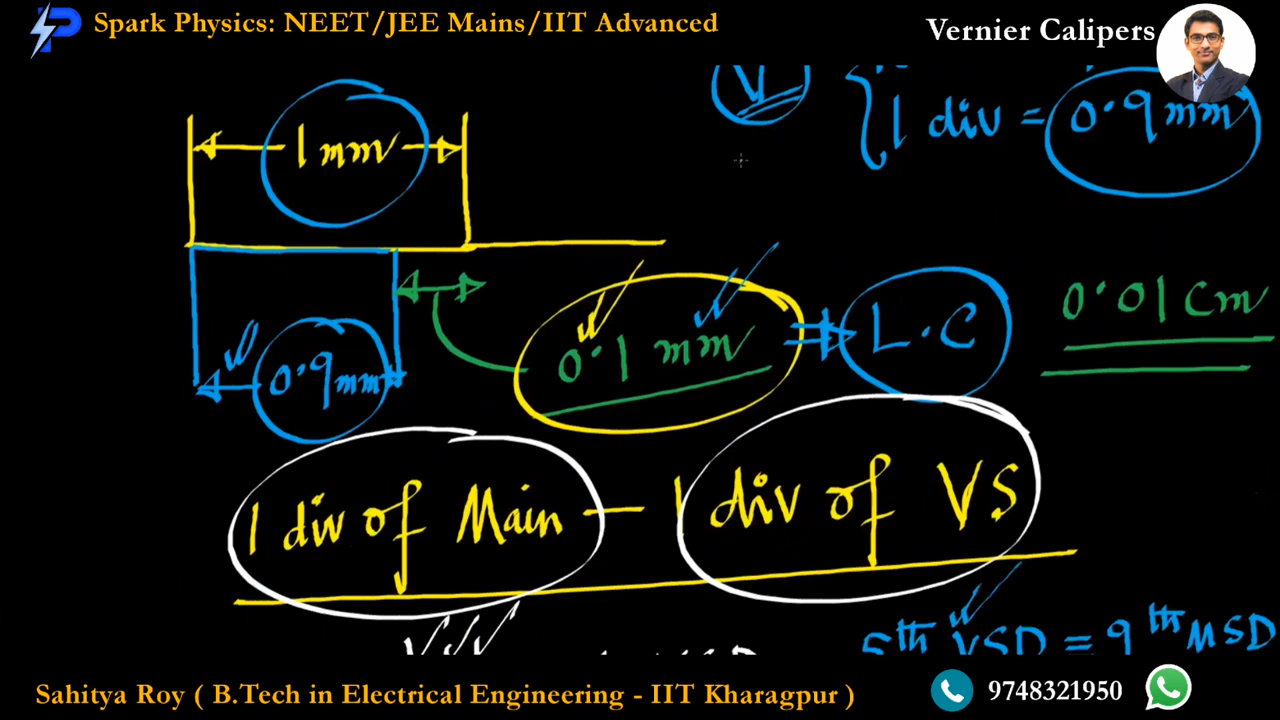 Spark Physics: NEET/JEE Mains/IIT Advanced
Vernier Calipers
1 div = 0.9 mm
1 mm
0.9 mm
0.1 mm
L.C
0.01 cm
1 div of Main - 1 div of VS
5th VSD = 9th MSD
Sahitya Roy ( B.Tech in Electrical Engineering - IIT Kharagpur )
9748321950